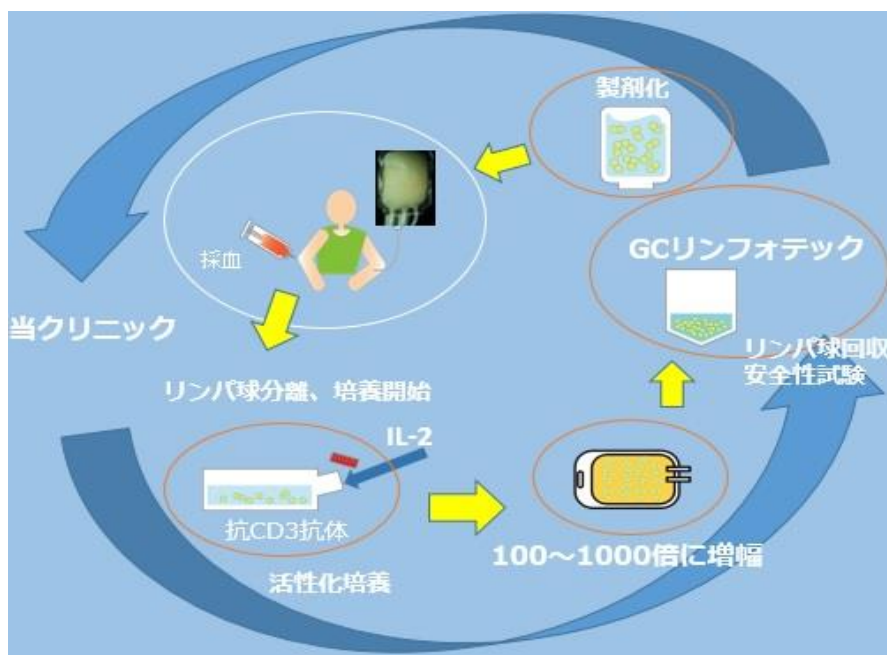 製剤化
採血
GCリンフォテック
当クリニック
リンパ球回収
安全性試験
リンパ球分離、培養開始
IL-2
抗CD3抗体
100～1000倍に増幅
活性化培養